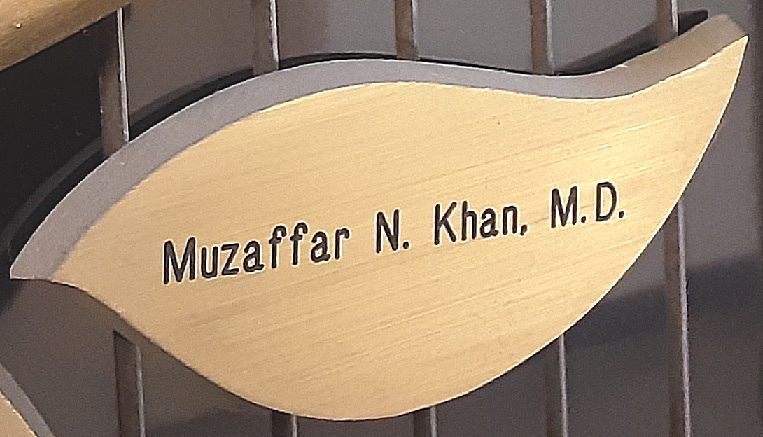 Muzaffar N. Khan, M.D.